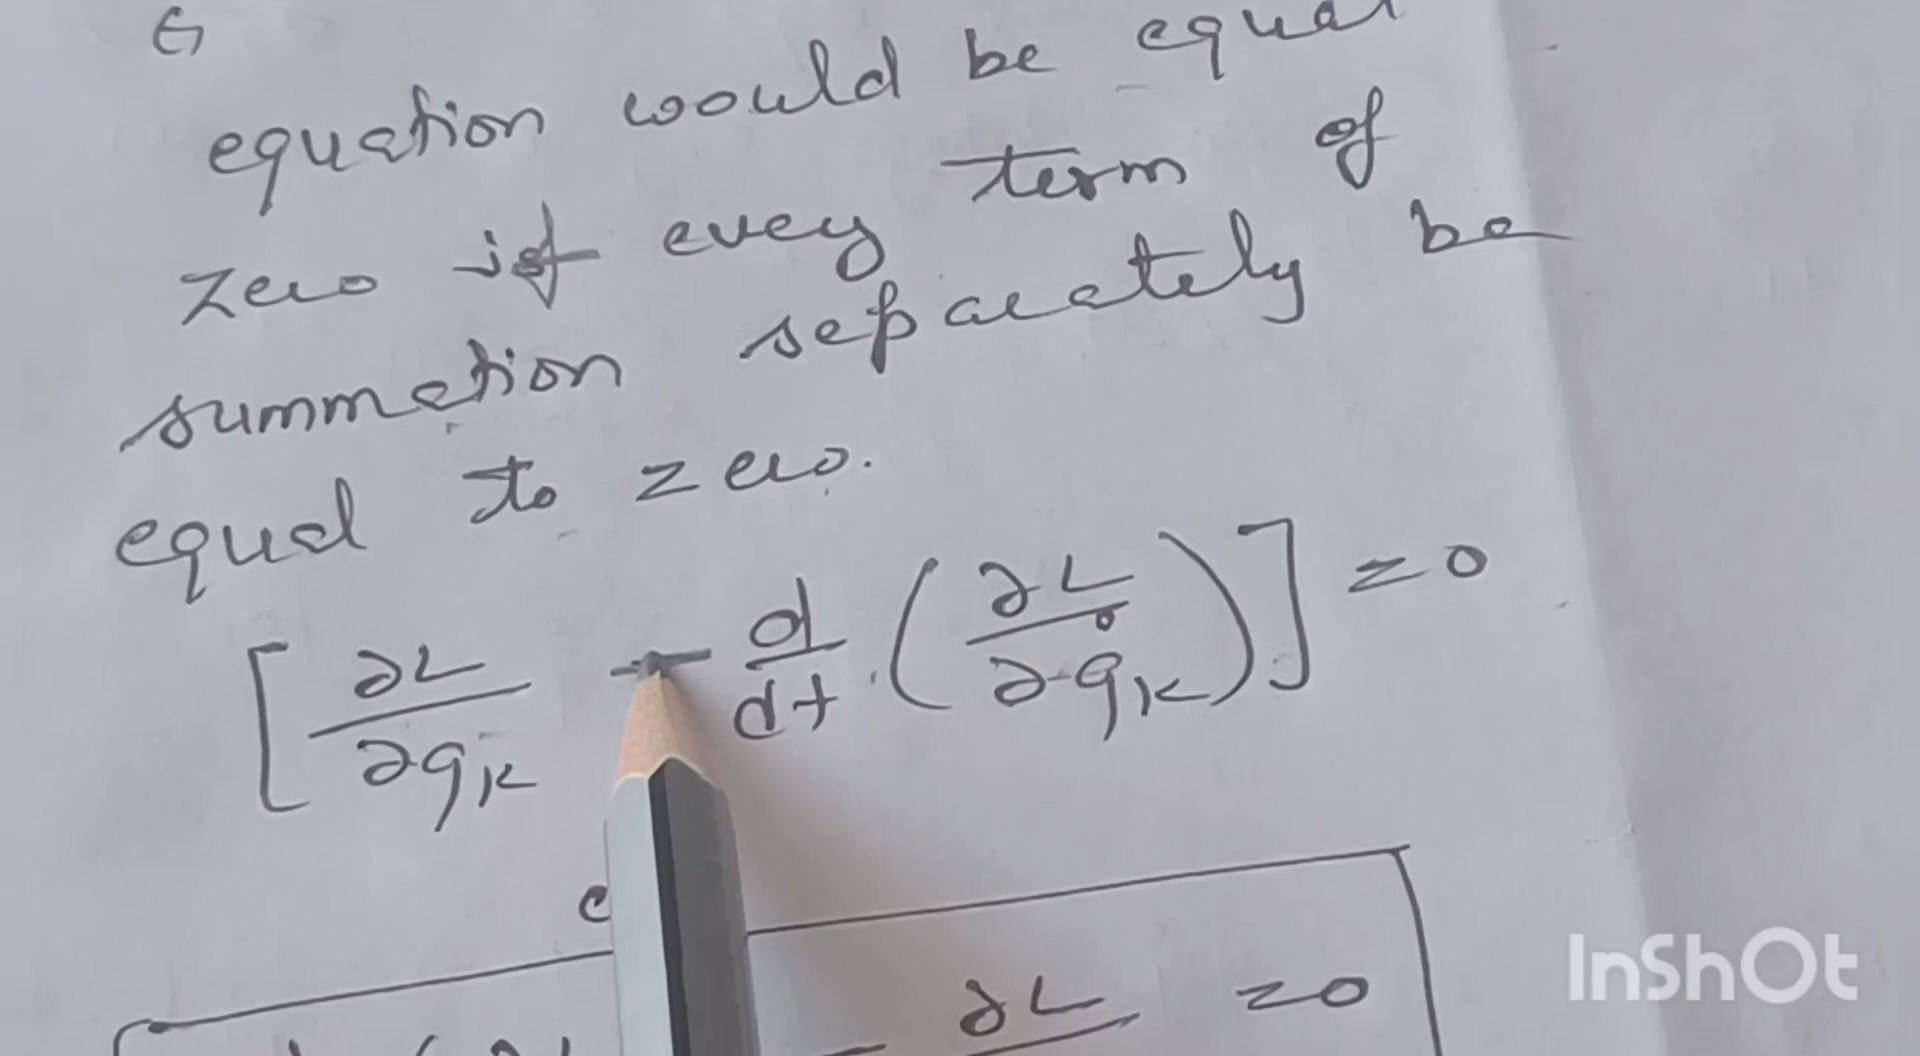 equation would be equal
zero if every term of
summation separately be
equal to zero.
[∂L/∂qₖ - d/dt (∂L/∂q̇ₖ)] = 0
∂L = 0
InShOt